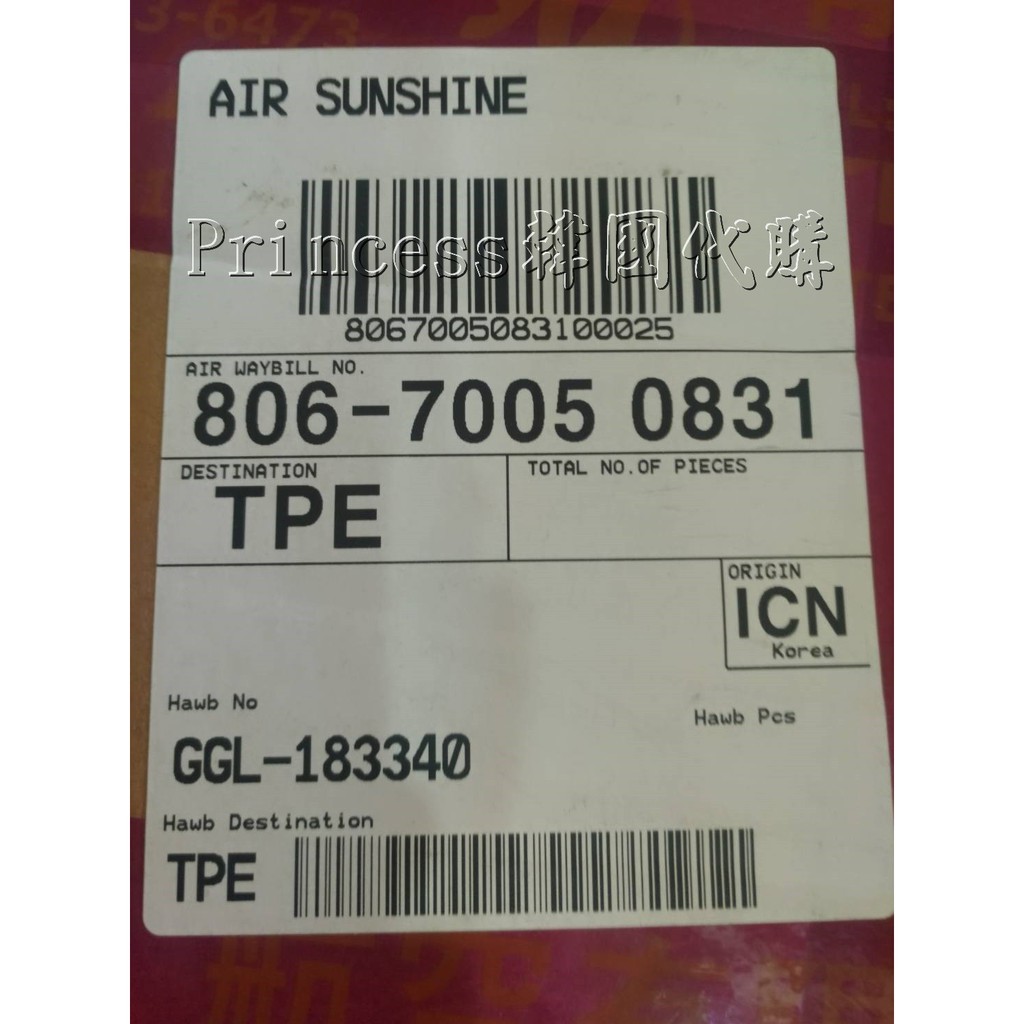 3-6473
AIR SUNSHINE
Princess韓國代購
8067005083100025
AIR WAYBILL NO.
806-7005 0831
DESTINATION
TPE
TOTAL NO.OF PIECES
ORIGIN
ICN
Korea
Hawb No
Hawb Pcs
GGL-183340
Hawb Destination
TPE